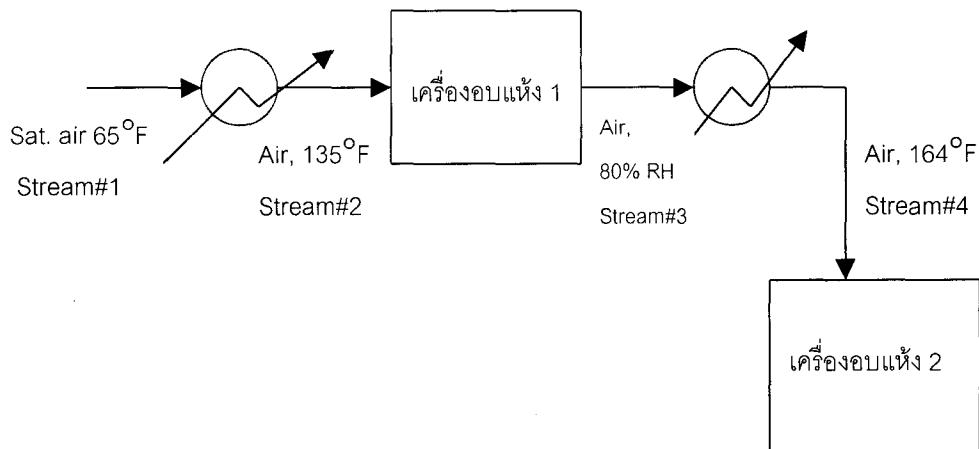 Sat. air 65°F
Stream#1
Air, 135°F
Stream#2
เครื่องอบแห้ง 1
Air,
80% RH
Stream#3
Air, 164°F
Stream#4
เครื่องอบแห้ง 2